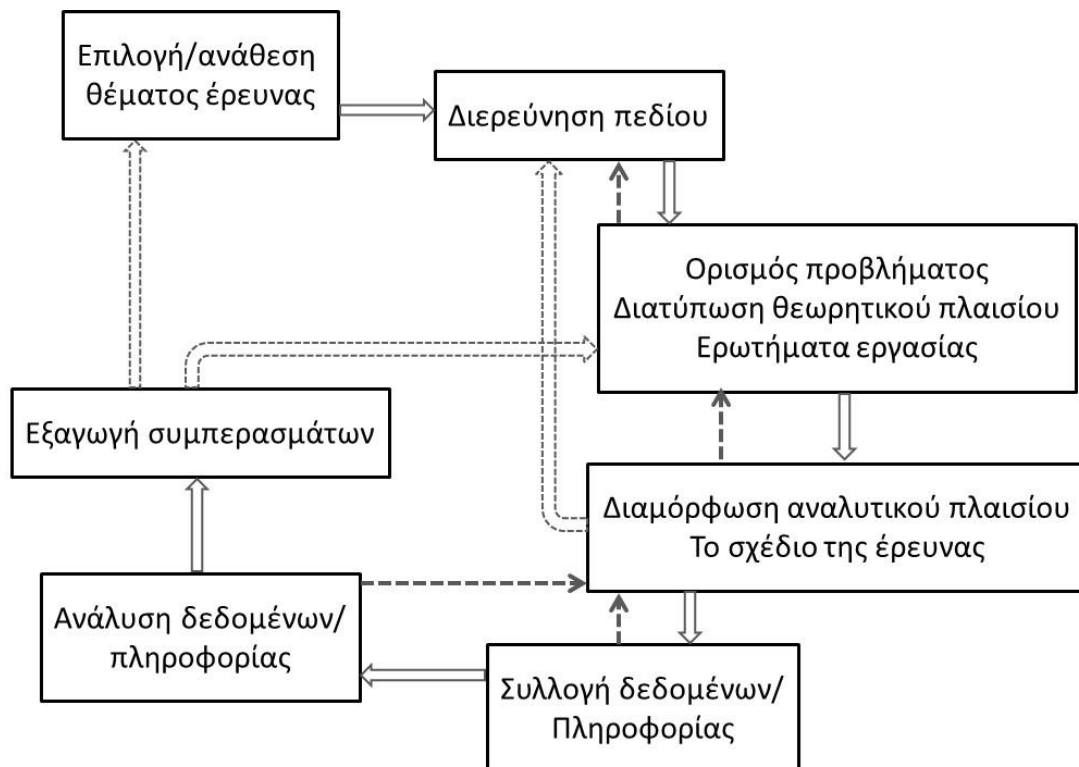 Επιλογή/ανάθεση
θέματος έρευνας
Διερεύνηση πεδίου
Ορισμός προβλήματος
Διατύπωση θεωρητικού πλαισίου
Ερωτήματα εργασίας
Εξαγωγή συμπερασμάτων
Διαμόρφωση αναλυτικού πλαισίου
Το σχέδιο της έρευνας
Ανάλυση δεδομένων/
πληροφορίας
Συλλογή δεδομένων/
Πληροφορίας